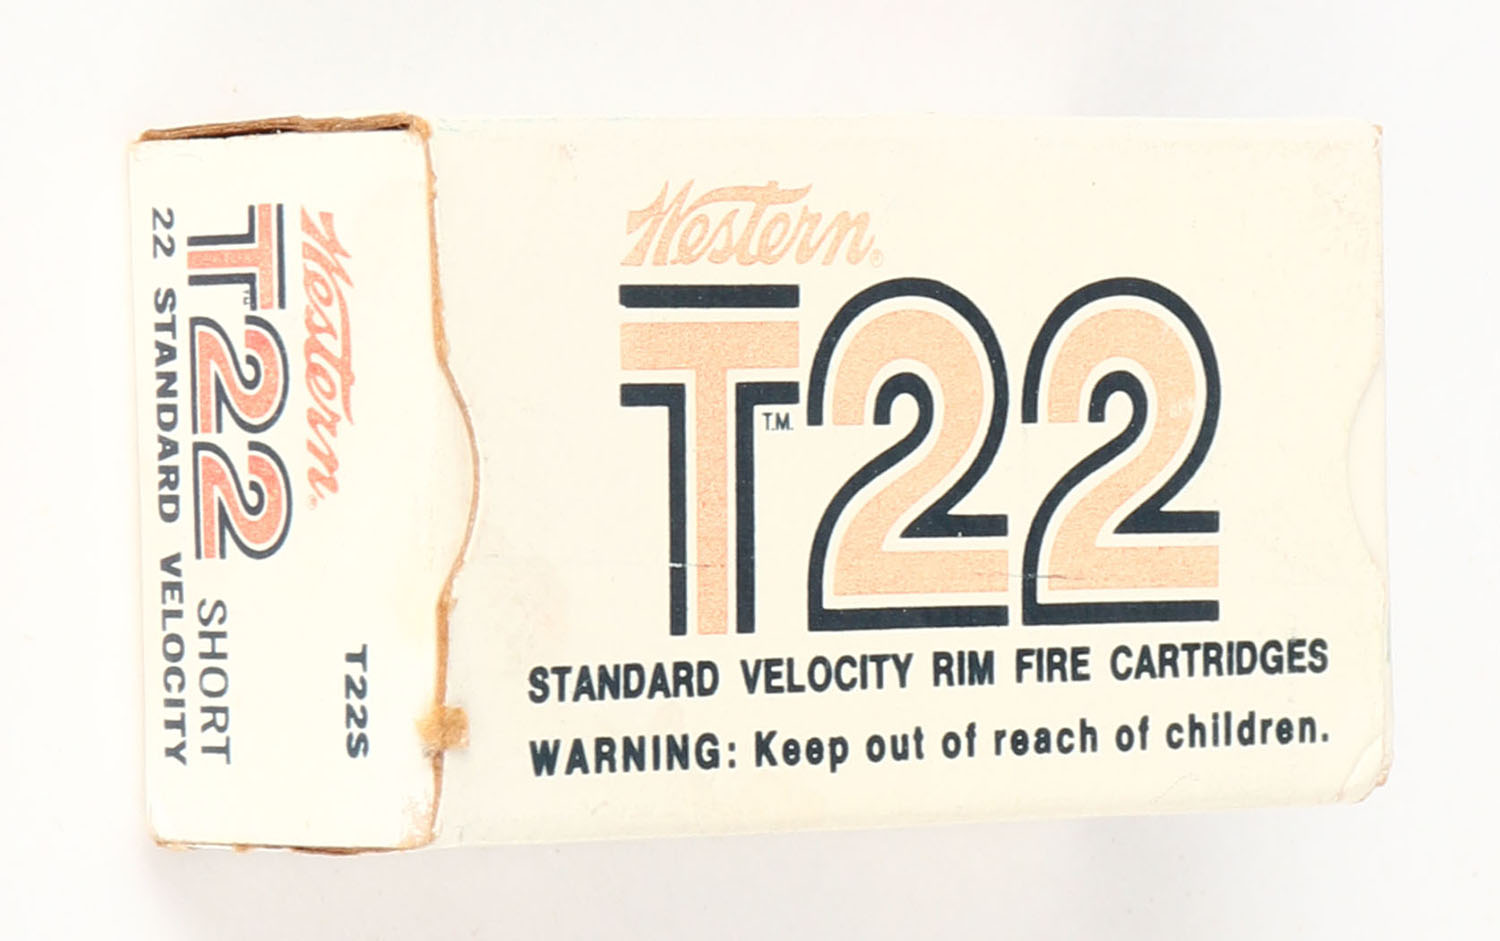 Western®
T22
T.M.
STANDARD VELOCITY RIM FIRE CARTRIDGES
WARNING: Keep out of reach of children.
Western®
T22 SHORT
22 STANDARD VELOCITY
T22S